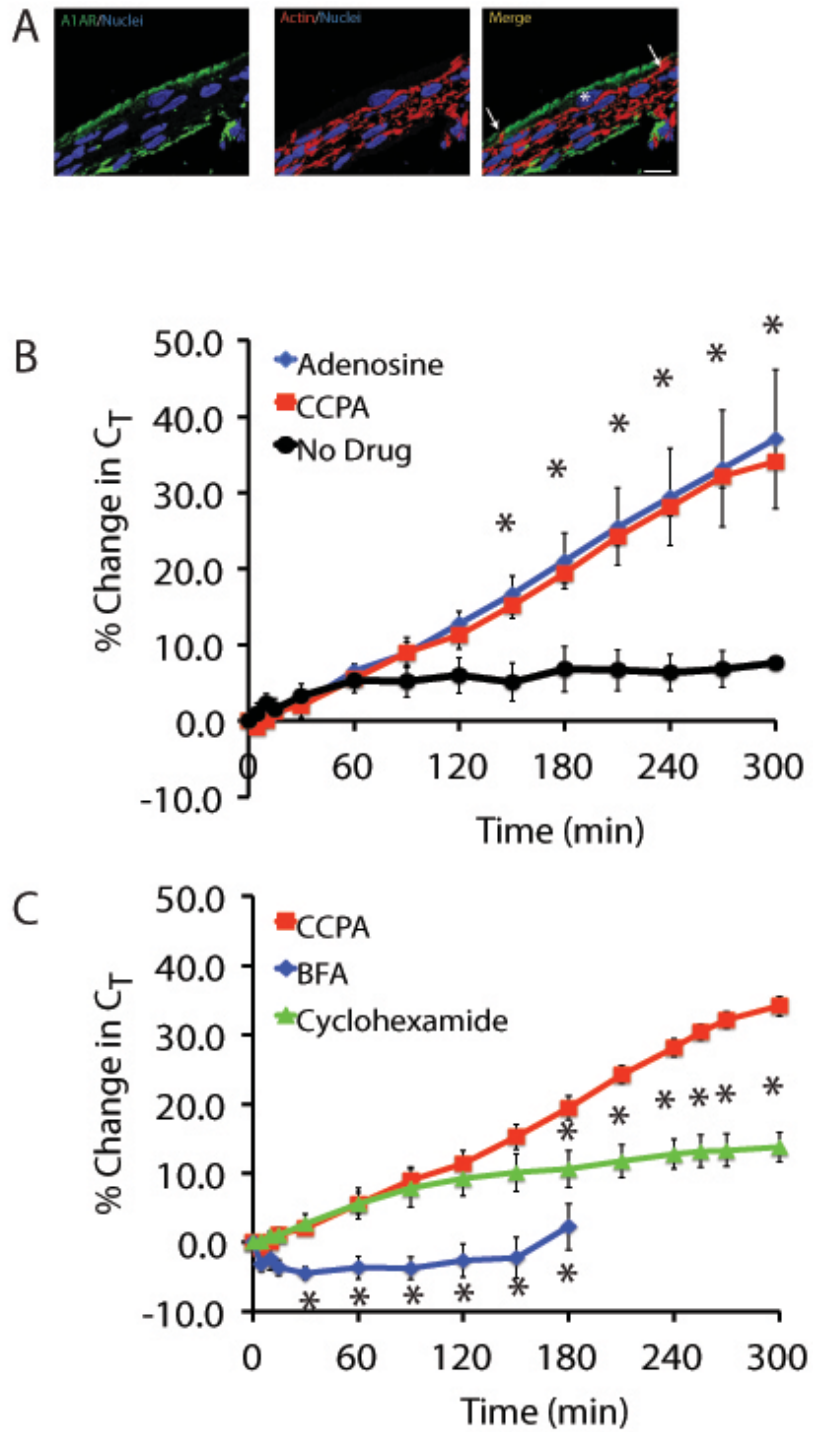 A
A1AR/Nuclei
Actin/Nuclei
Merge
*
B
50.0
40.0
30.0
20.0
10.0
0.0
-10.0
% Change in CT
Adenosine
CCPA
No Drug
* * * * * *
0 60 120 180 240 300
Time (min)
C
50.0
40.0
30.0
20.0
10.0
0.0
-10.0
% Change in CT
CCPA
BFA
Cyclohexamide
* * * * * *
* * * * * *
0 60 120 180 240 300
Time (min)